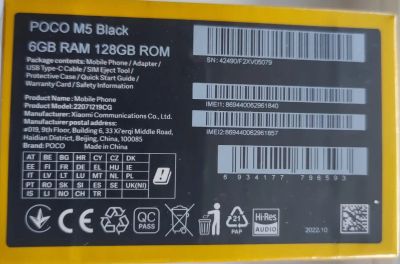 POCO M5 Black
6GB RAM 128GB ROM
Package contents: Mobile Phone / Adapter /
USB Type-C Cable / SIM Eject Tool /
Protective Case / Quick Start Guide /
Warranty Card / Safety Information
Product Name: Mobile Phone
Product Model: 22071219CG
Manufacturer: Xiaomi Communications Co., Ltd.
Manufacturer postal address:
#019, 9th Floor, Building 6, 33 Xi'erqi Middle Road,
Haidian District, Beijing, China, 100085
Brand: POCO Made in China
AT BE BG HR CY CZ DK
EE FI FR DE EL HU IE
IT LV LT LU MT NL PL
PT RO SK SI ES SE UK(NI)
IS LI NO CH TR
SN: 42490/F2XV05079
IMEI1: 869440062961840
IMEI2: 869440062961857
6 934177 796593
CE
QC
PASS
21
PAP
Hi-Res
AUDIO
2022.10